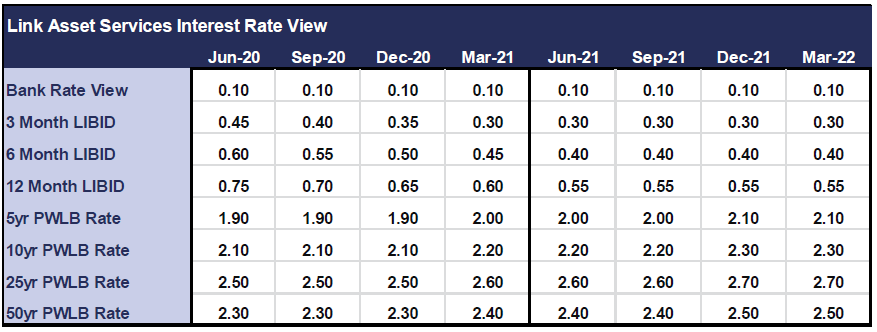 Link Asset Services Interest Rate View
Jun-20 Sep-20 Dec-20 Mar-21 Jun-21 Sep-21 Dec-21 Mar-22
Bank Rate View 0.10 0.10 0.10 0.10 0.10 0.10 0.10 0.10
3 Month LIBID 0.45 0.40 0.35 0.30 0.30 0.30 0.30 0.30
6 Month LIBID 0.60 0.55 0.50 0.45 0.40 0.40 0.40 0.40
12 Month LIBID 0.75 0.70 0.65 0.60 0.55 0.55 0.55 0.55
5yr PWLB Rate 1.90 1.90 1.90 2.00 2.00 2.00 2.10 2.10
10yr PWLB Rate 2.10 2.10 2.10 2.20 2.20 2.20 2.30 2.30
25yr PWLB Rate 2.50 2.50 2.50 2.60 2.60 2.60 2.70 2.70
50yr PWLB Rate 2.30 2.30 2.30 2.40 2.40 2.40 2.50 2.50